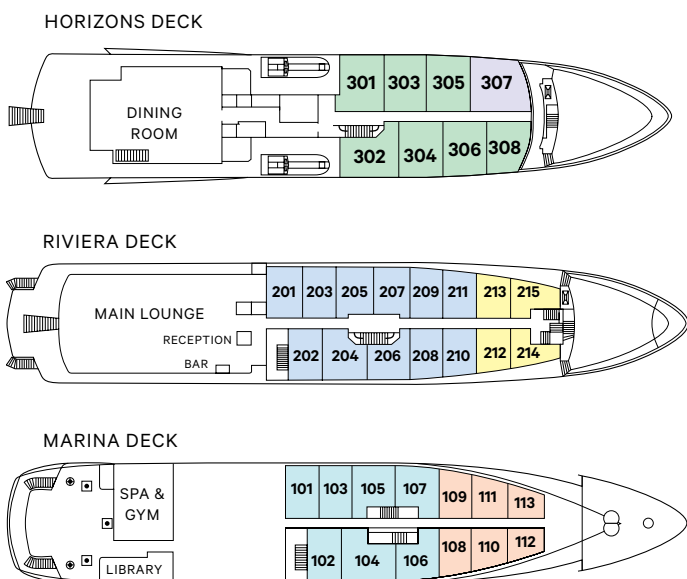 HORIZONS DECK
301 303 305 307
DINING
ROOM
302 304 306 308
RIVIERA DECK
201 203 205 207 209 211 213 215
MAIN LOUNGE
RECEPTION
BAR
202 204 206 208 210 212 214
MARINA DECK
101 103 105 107 109 111 113
SPA &
GYM
LIBRARY
102 104 106 108 110 112